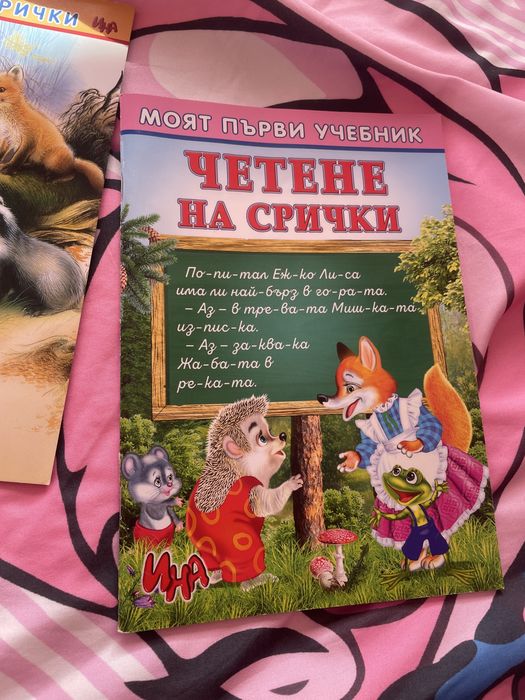 РИЧКИ ИНА
МОЯТ ПЪРВИ УЧЕБНИК
ЧЕТЕНЕ
НА СРИЧКИ
По-пи-тал Еж-ко Ли-са
има ли най-бърз в го-ра-та.
– Аз – в тре-ва-та Миш-ка-та
из-пис-ка.
– Аз – за-ква-ка
Жа-ба-та в
ре-ка-та.
ИНА